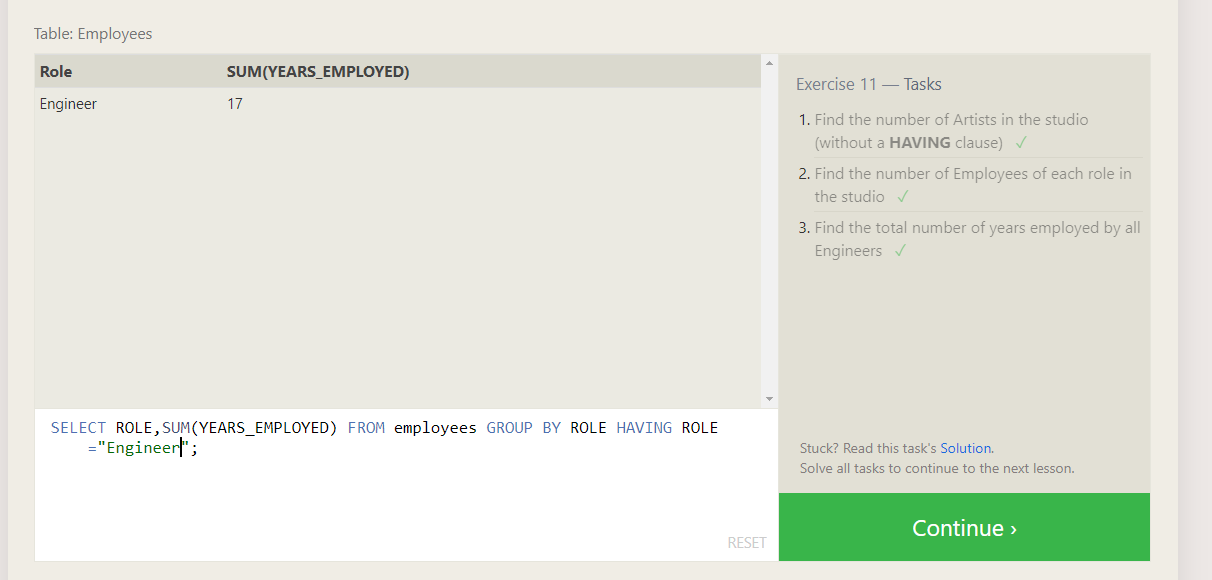 Table: Employees
Role SUM(YEARS_EMPLOYED)
Engineer 17
SELECT ROLE,SUM(YEARS_EMPLOYED) FROM employees GROUP BY ROLE HAVING ROLE
="Engineer";
RESET
Exercise 11 — Tasks
1. Find the number of Artists in the studio
(without a HAVING clause) ✓
2. Find the number of Employees of each role in
the studio ✓
3. Find the total number of years employed by all
Engineers ✓
Stuck? Read this task's Solution.
Solve all tasks to continue to the next lesson.
Continue ›